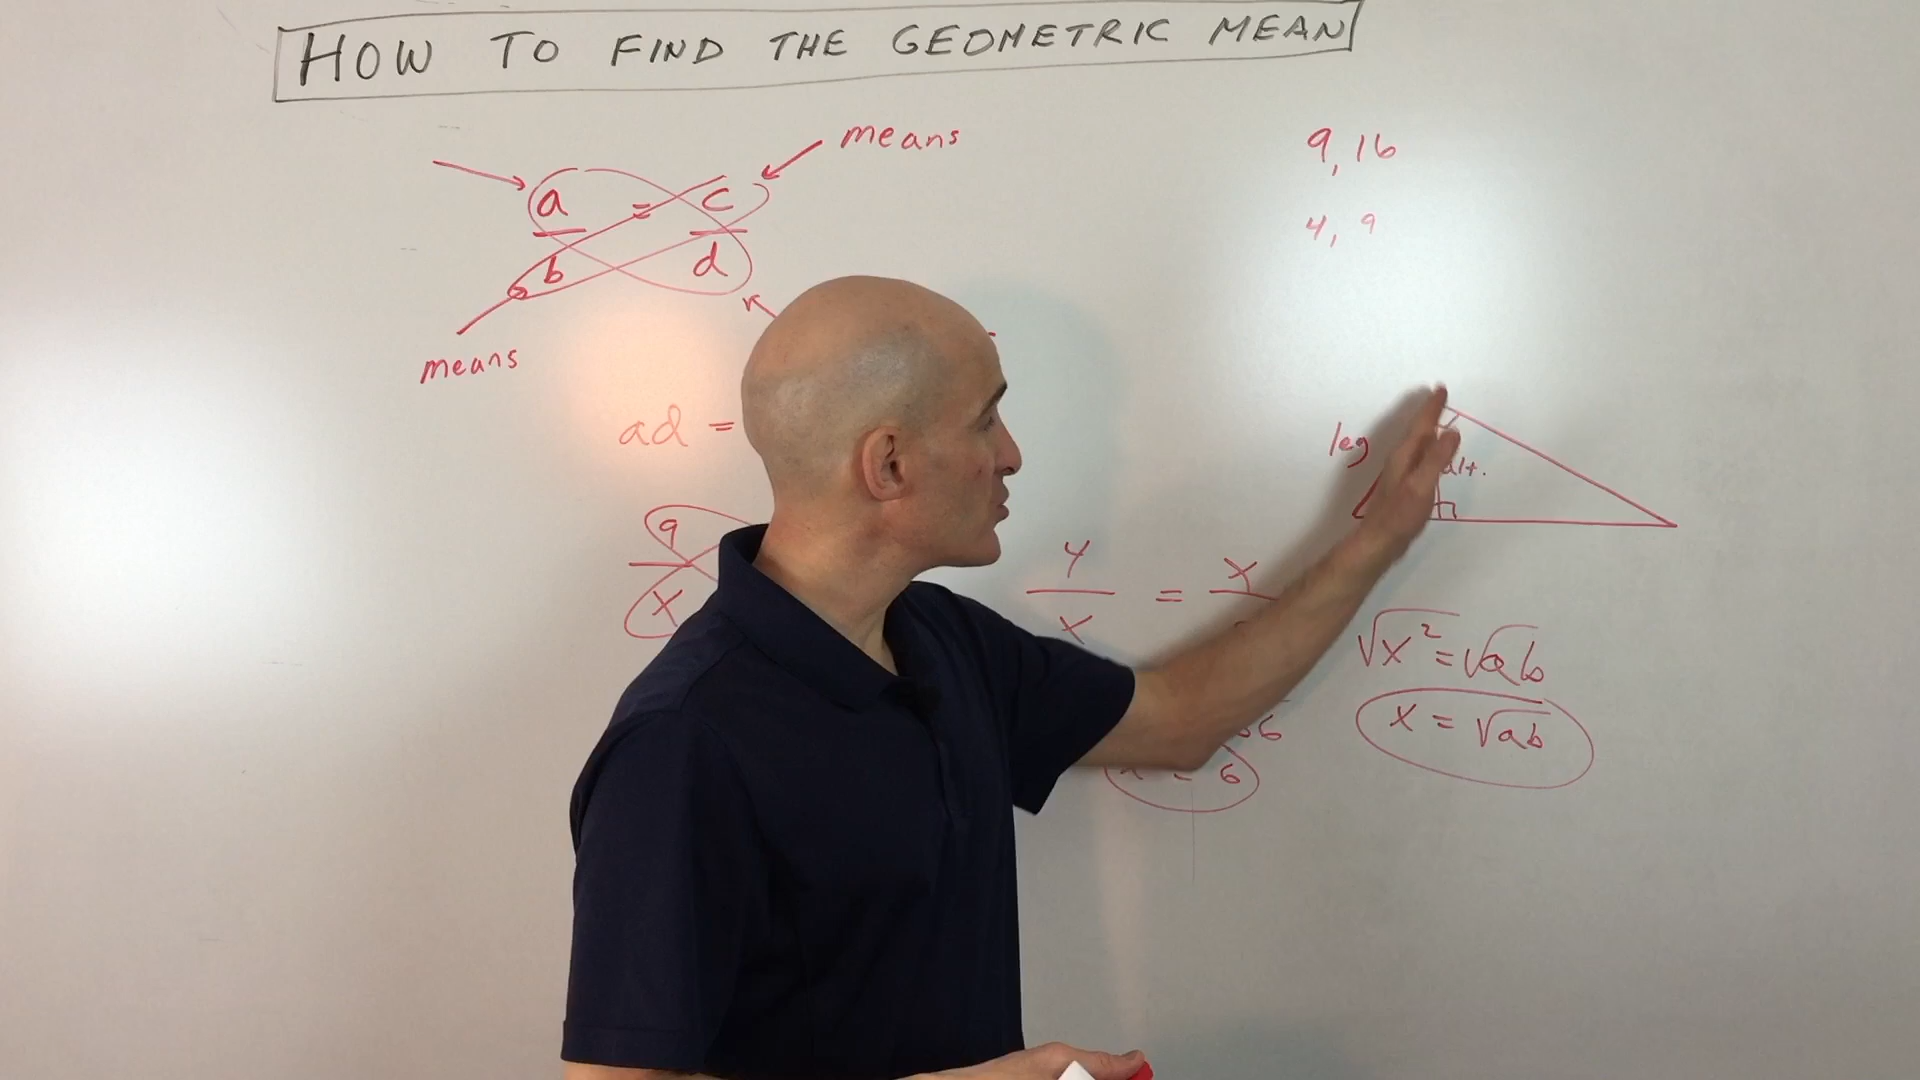 HOW TO FIND THE GEOMETRIC MEAN
means
a = c
b d
means
ad =
9, 16
4, 9
leg
alt.
9
x
4 = x
x
√x² = √ab
x = √ab
6